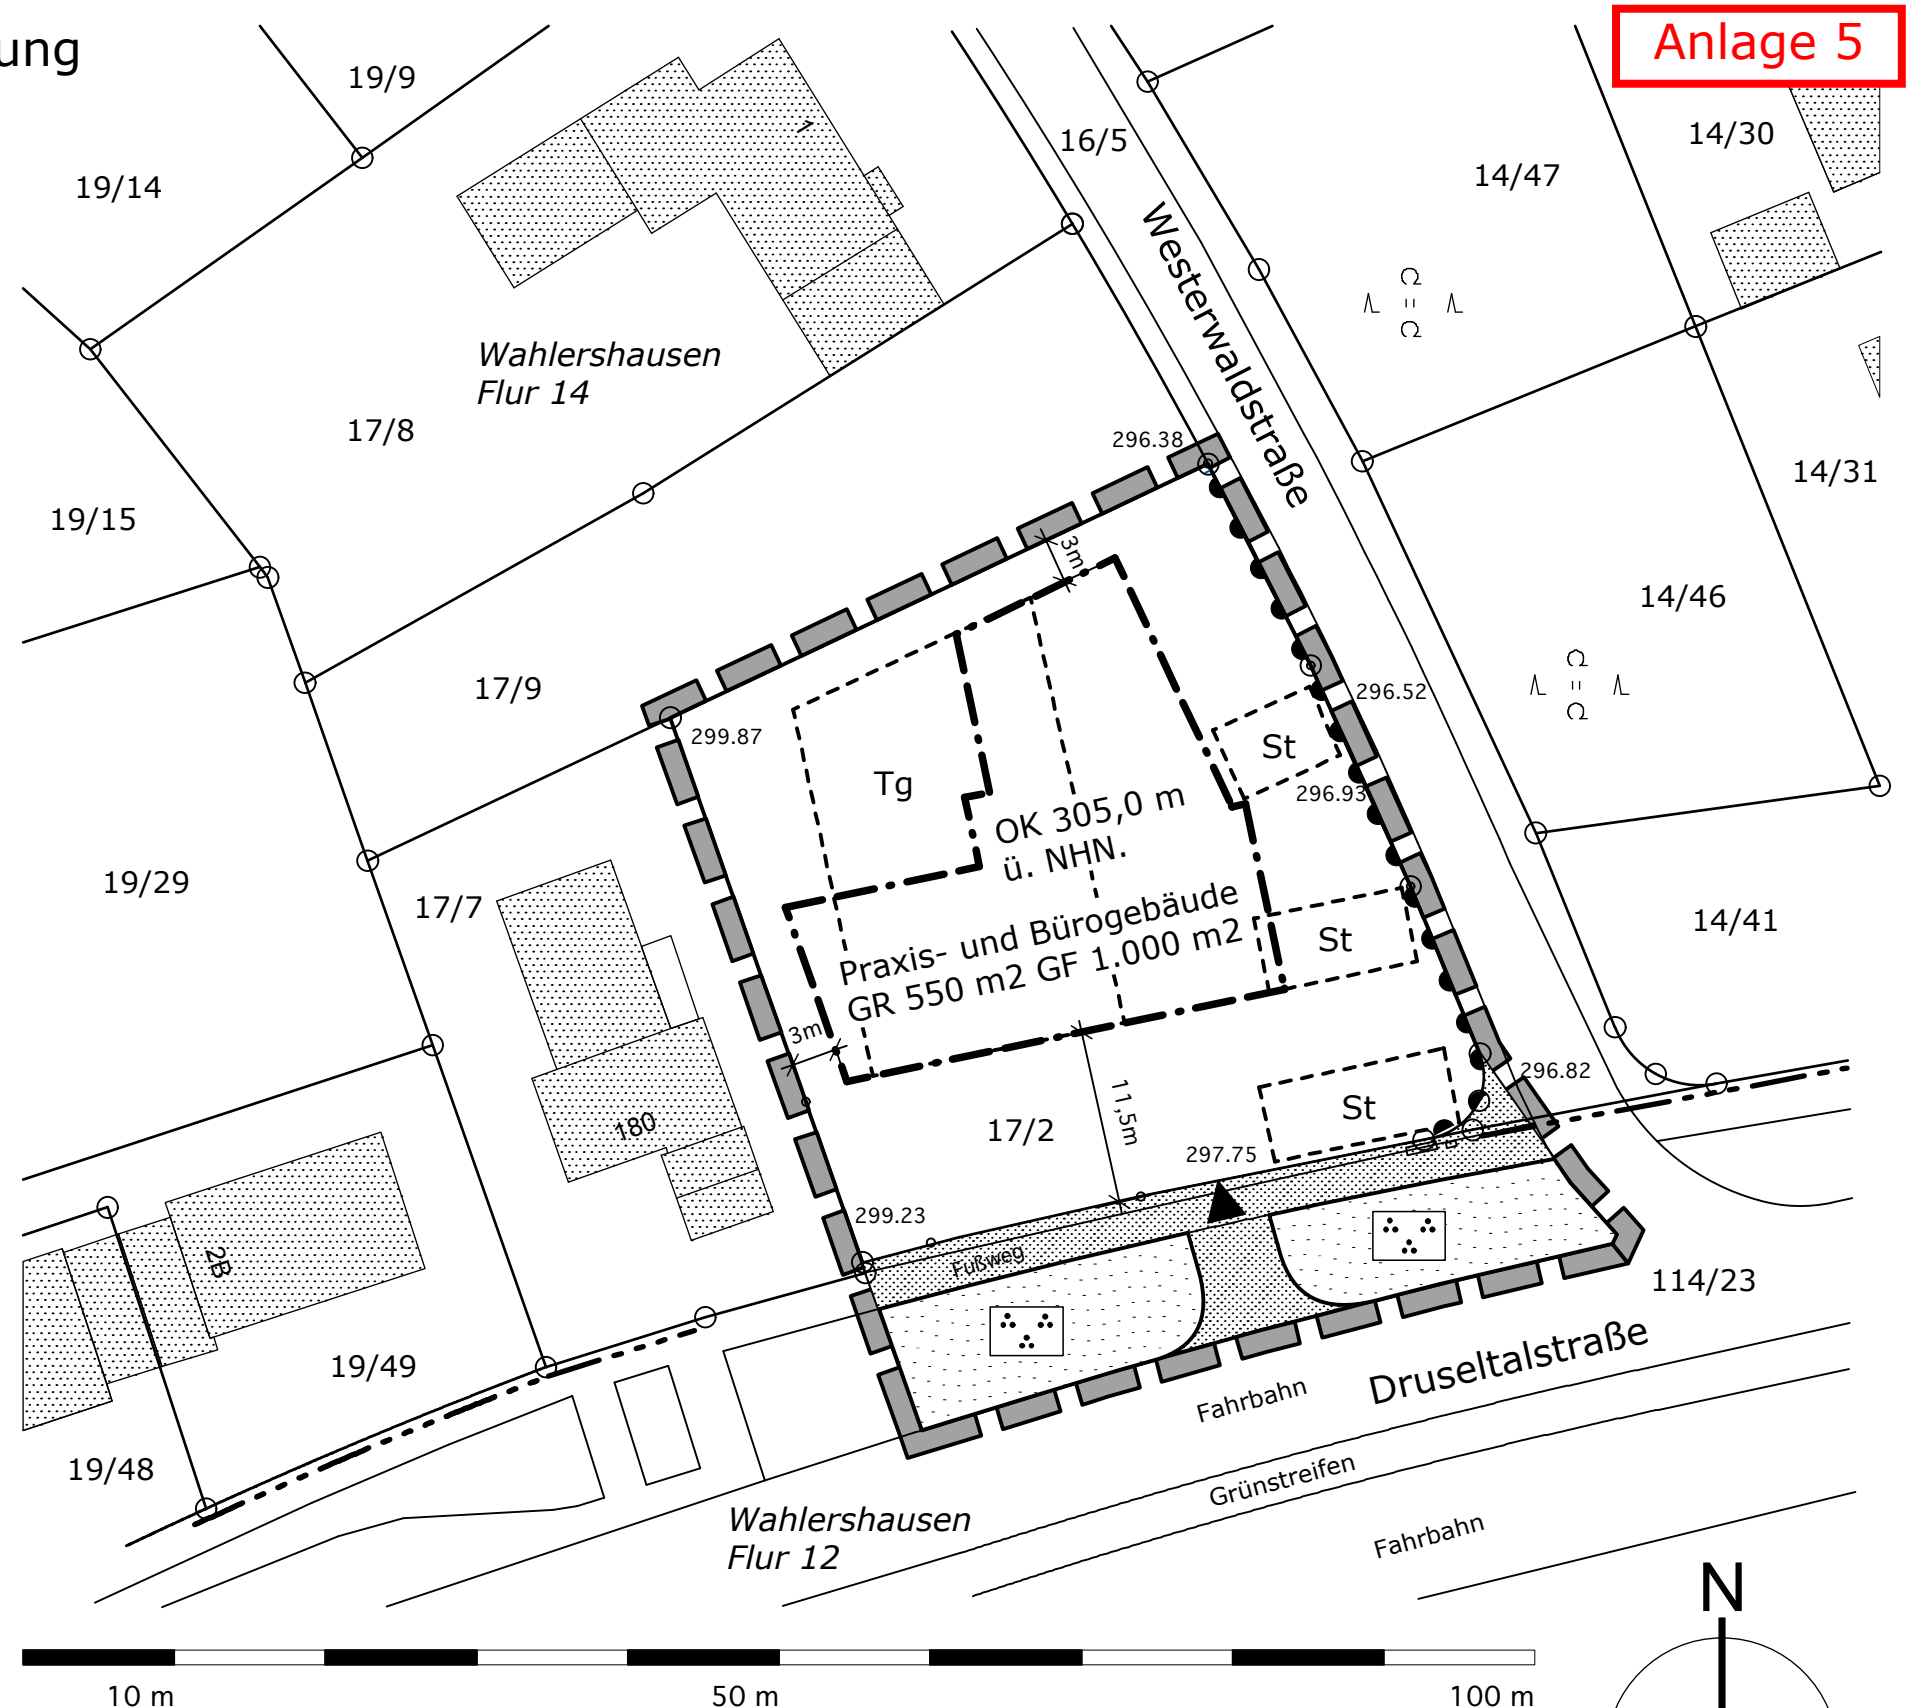 ung
Anlage 5
19/9
19/14
1
16/5
14/47
14/30
Westerwaldstraße
Wahlershausen
Flur 14
17/8
296.38
14/31
19/15
3m
14/46
17/9
299.87
296.52
St
Tg
296.93
OK 305,0 m
ü. NHN.
19/29
17/7
14/41
Praxis- und Bürogebäude
GR 550 m2 GF 1.000 m2
St
3m
296.82
180
11,5m
St
17/2
297.75
299.23
2B
Fußweg
114/23
19/49
Druseltalstraße
Fahrbahn
19/48
Grünstreifen
Wahlershausen
Flur 12
Fahrbahn
N
10 m
50 m
100 m